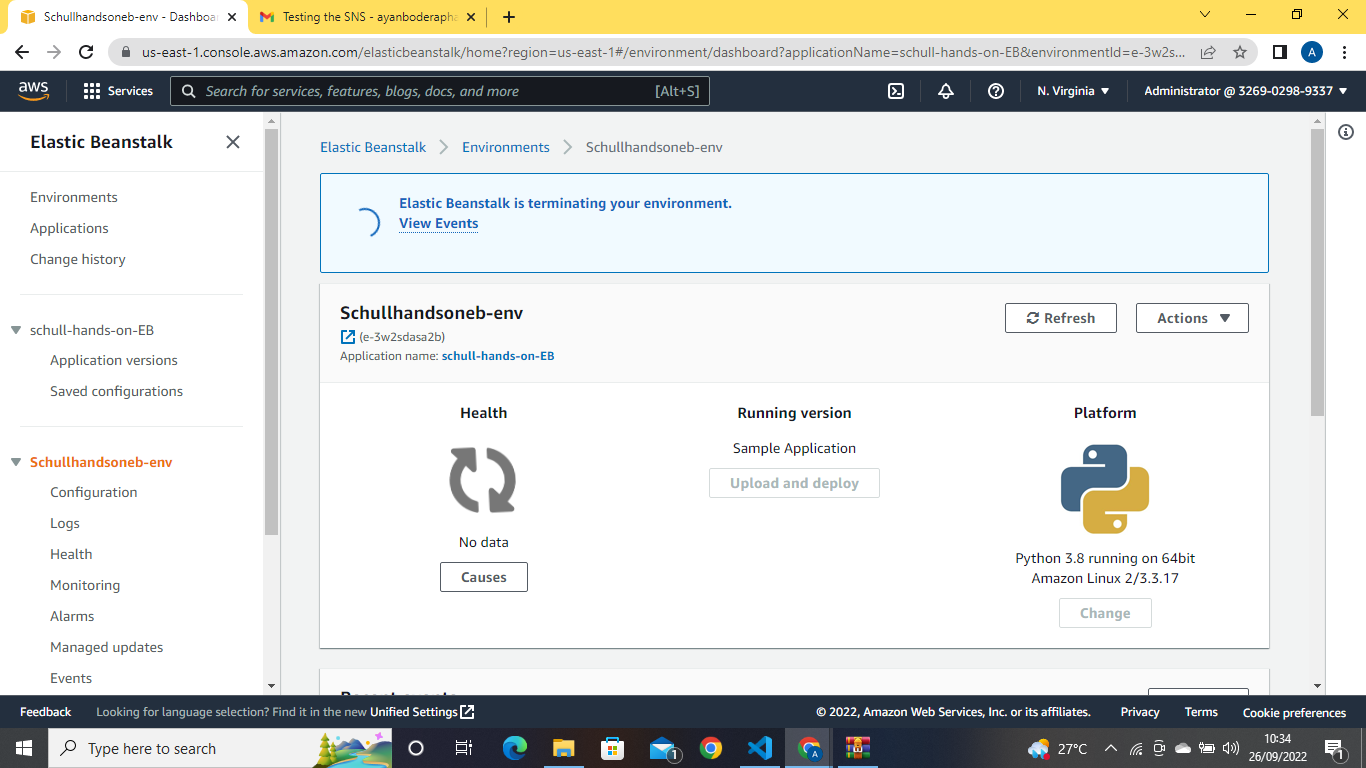 Schullhandsoneb-env - Dashboa
Testing the SNS - ayanboderapha
us-east-1.console.aws.amazon.com/elasticbeanstalk/home?region=us-east-1#/environment/dashboard?applicationName=schull-hands-on-EB&environmentId=e-3w2s...
A
aws
Services
Search for services, features, blogs, docs, and more
[Alt+S]
N. Virginia
Administrator @ 3269-0298-9337
Elastic Beanstalk
Environments
Applications
Change history
schull-hands-on-EB
Application versions
Saved configurations
Schullhandsoneb-env
Configuration
Logs
Health
Monitoring
Alarms
Managed updates
Events
Elastic Beanstalk > Environments > Schullhandsoneb-env
Elastic Beanstalk is terminating your environment.
View Events
Schullhandsoneb-env
(e-3w2sdasa2b)
Application name: schull-hands-on-EB
Refresh
Actions
Health
No data
Causes
Running version
Sample Application
Upload and deploy
Platform
Python 3.8 running on 64bit
Amazon Linux 2/3.3.17
Change
Recent events
Feedback
Looking for language selection? Find it in the new Unified Settings
© 2022, Amazon Web Services, Inc. or its affiliates.
Privacy
Terms
Cookie preferences
Type here to search
1
A
27°C
10:34
26/09/2022
1